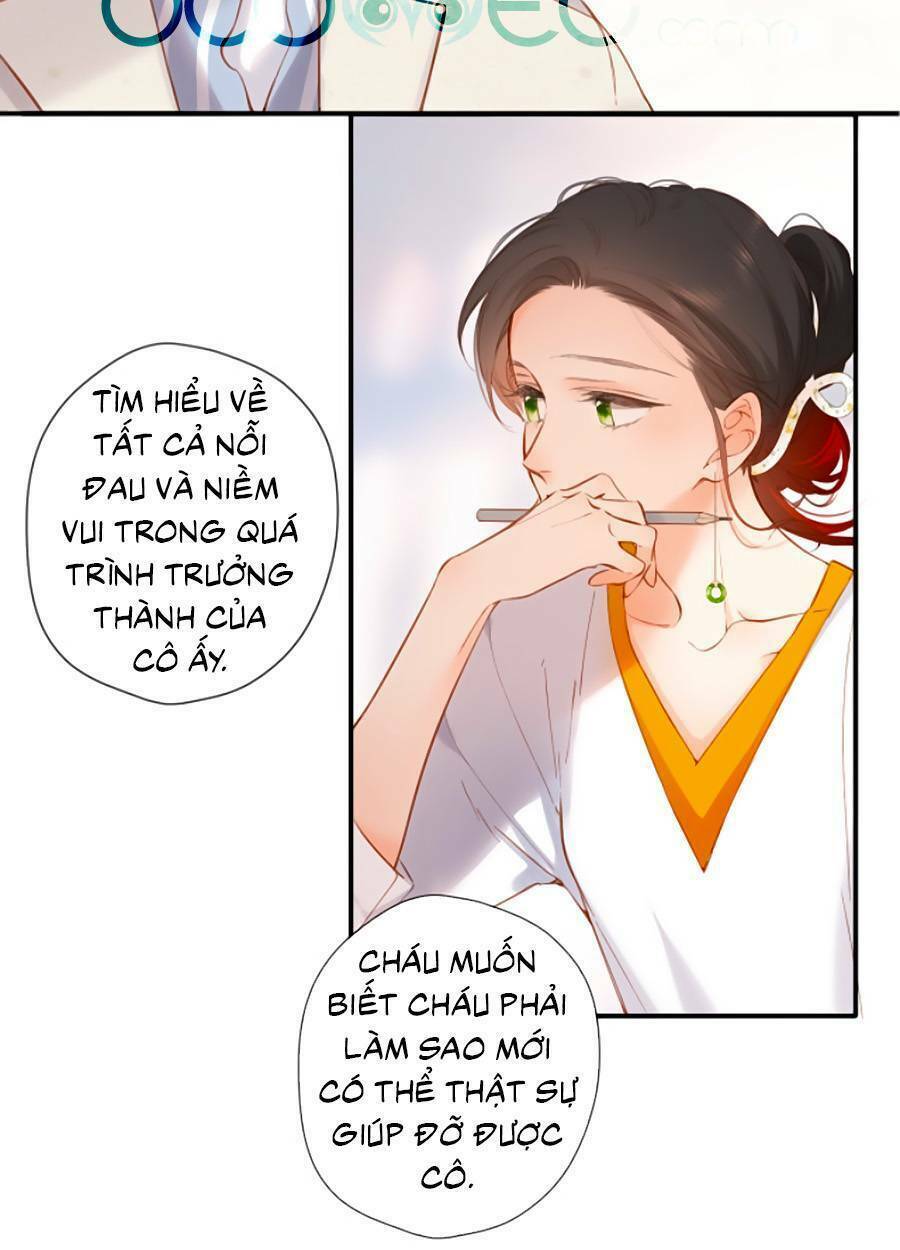 TÌM HIỂU VỀ
TẤT CẢ NỖI
ĐAU VÀ NIỀM
VUI TRONG QUÁ
TRÌNH TRƯỞNG
THÀNH CỦA
CÔ ẤY.
CHÁU MUỐN
BIẾT CHÁU PHẢI
LÀM SAO MỚI
CÓ THỂ THẬT SỰ
GIÚP ĐỠ ĐƯỢC
CÔ.